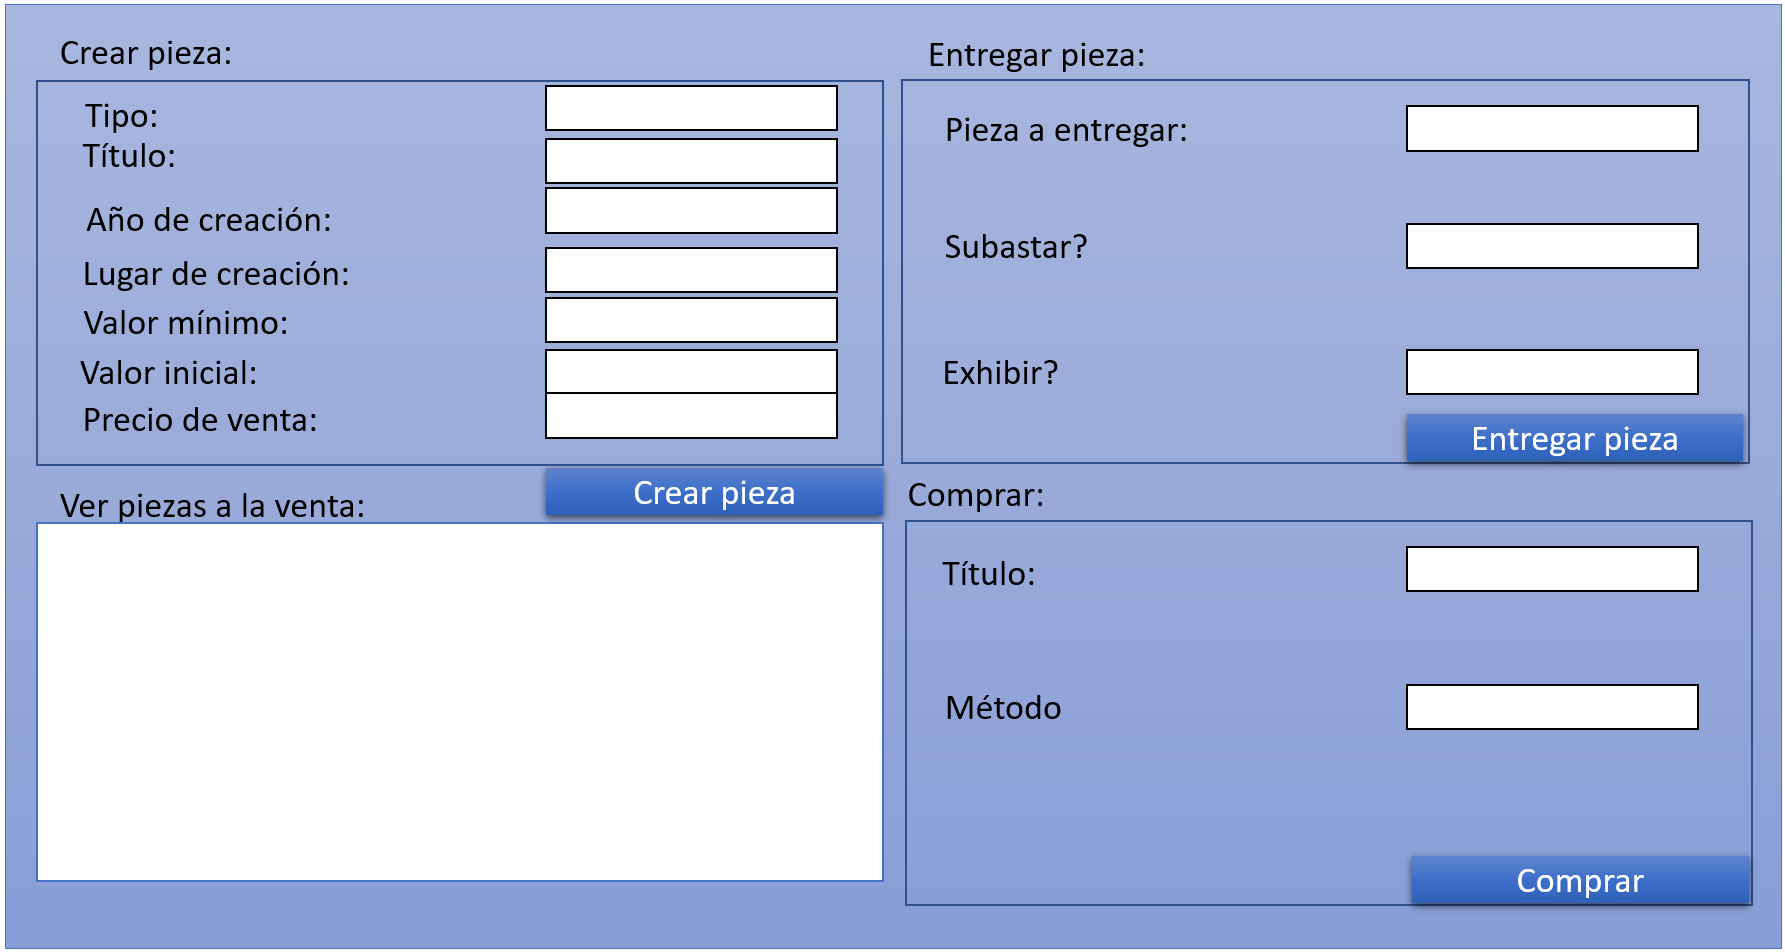 Crear pieza:
Tipo:
Título:
Año de creación:
Lugar de creación:
Valor mínimo:
Valor inicial:
Precio de venta:
Crear pieza
Entregar pieza:
Pieza a entregar:
Subastar?
Exhibir?
Entregar pieza
Ver piezas a la venta:
Comprar:
Título:
Método
Comprar